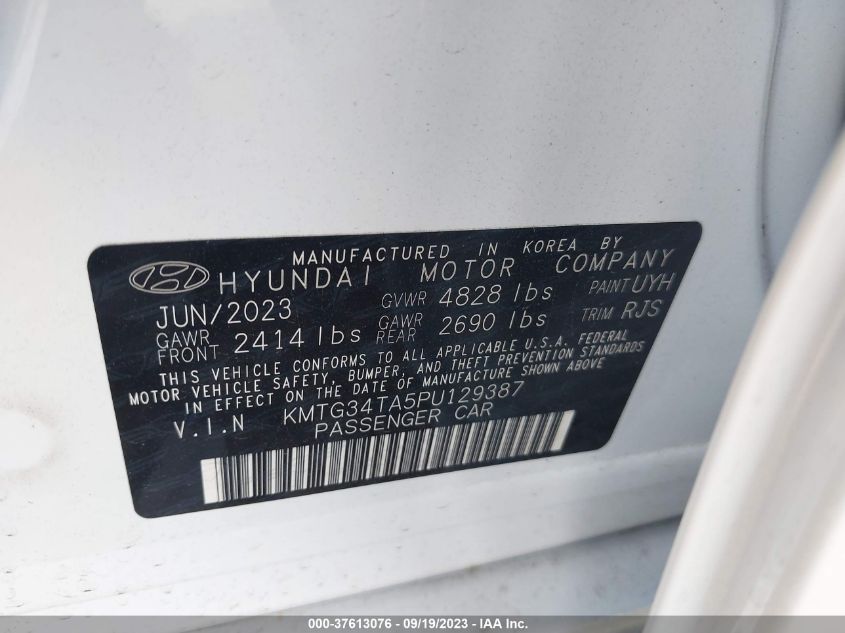 MANUFACTURED IN KOREA BY
HYUNDAI MOTOR COMPANY
JUN/2023 GVWR 4828 lbs PAINT UYH
GAWR FRONT 2414 lbs GAWR REAR 2690 lbs TRIM RJS
THIS VEHICLE CONFORMS TO ALL APPLICABLE U.S.A. FEDERAL
MOTOR VEHICLE SAFETY, BUMPER, AND THEFT PREVENTION STANDARDS
IN EFFECT ON THE DATE OF MANUFACTURE SHOWN ABOVE
V.I.N KMTG34TA5PU129387
PASSENGER CAR
000-37613076 - 09/19/2023 - IAA Inc.